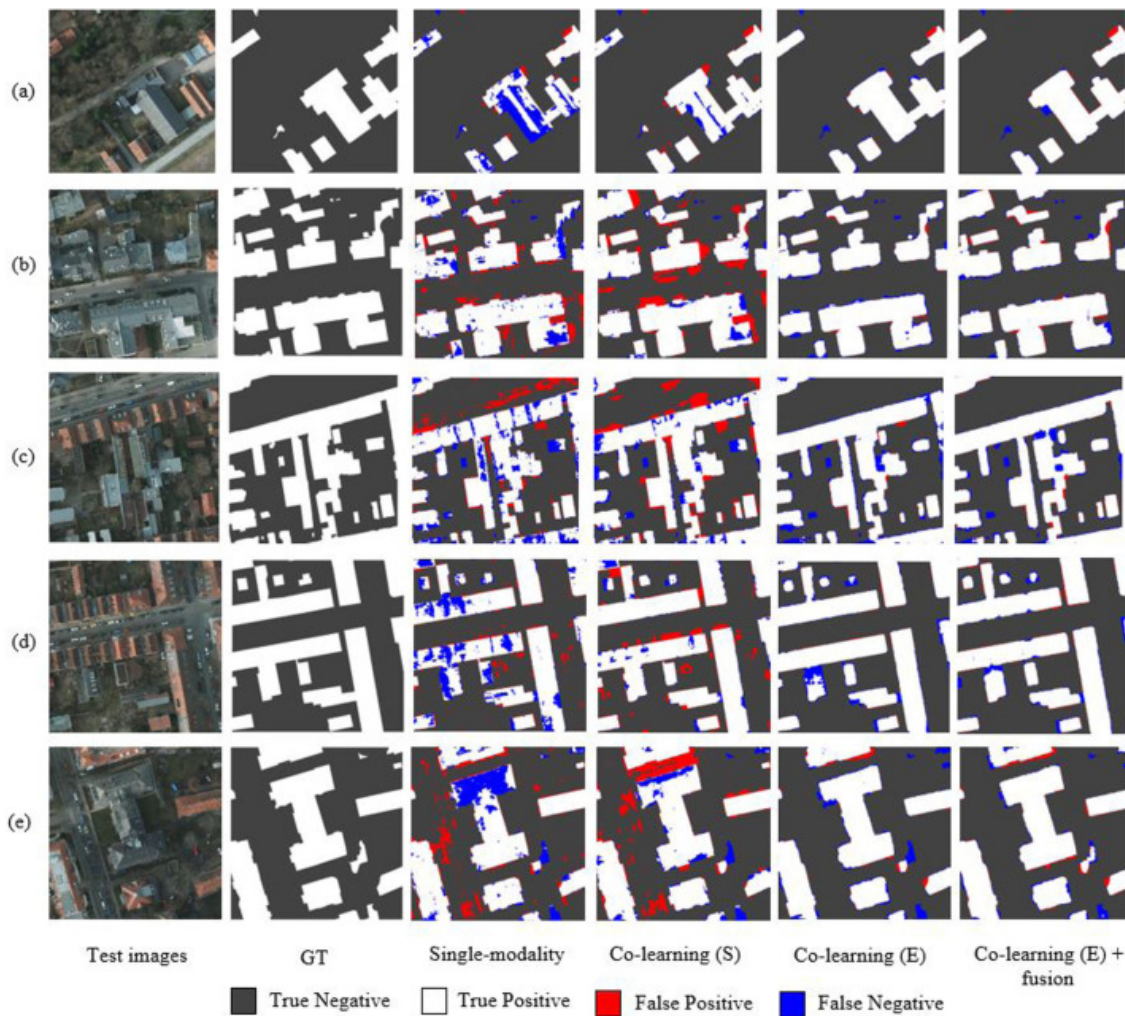 (a)
(b)
(c)
(d)
(e)
Test images GT Single-modality Co-learning (S) Co-learning (E) Co-learning (E) +
fusion
True Negative True Positive False Positive False Negative